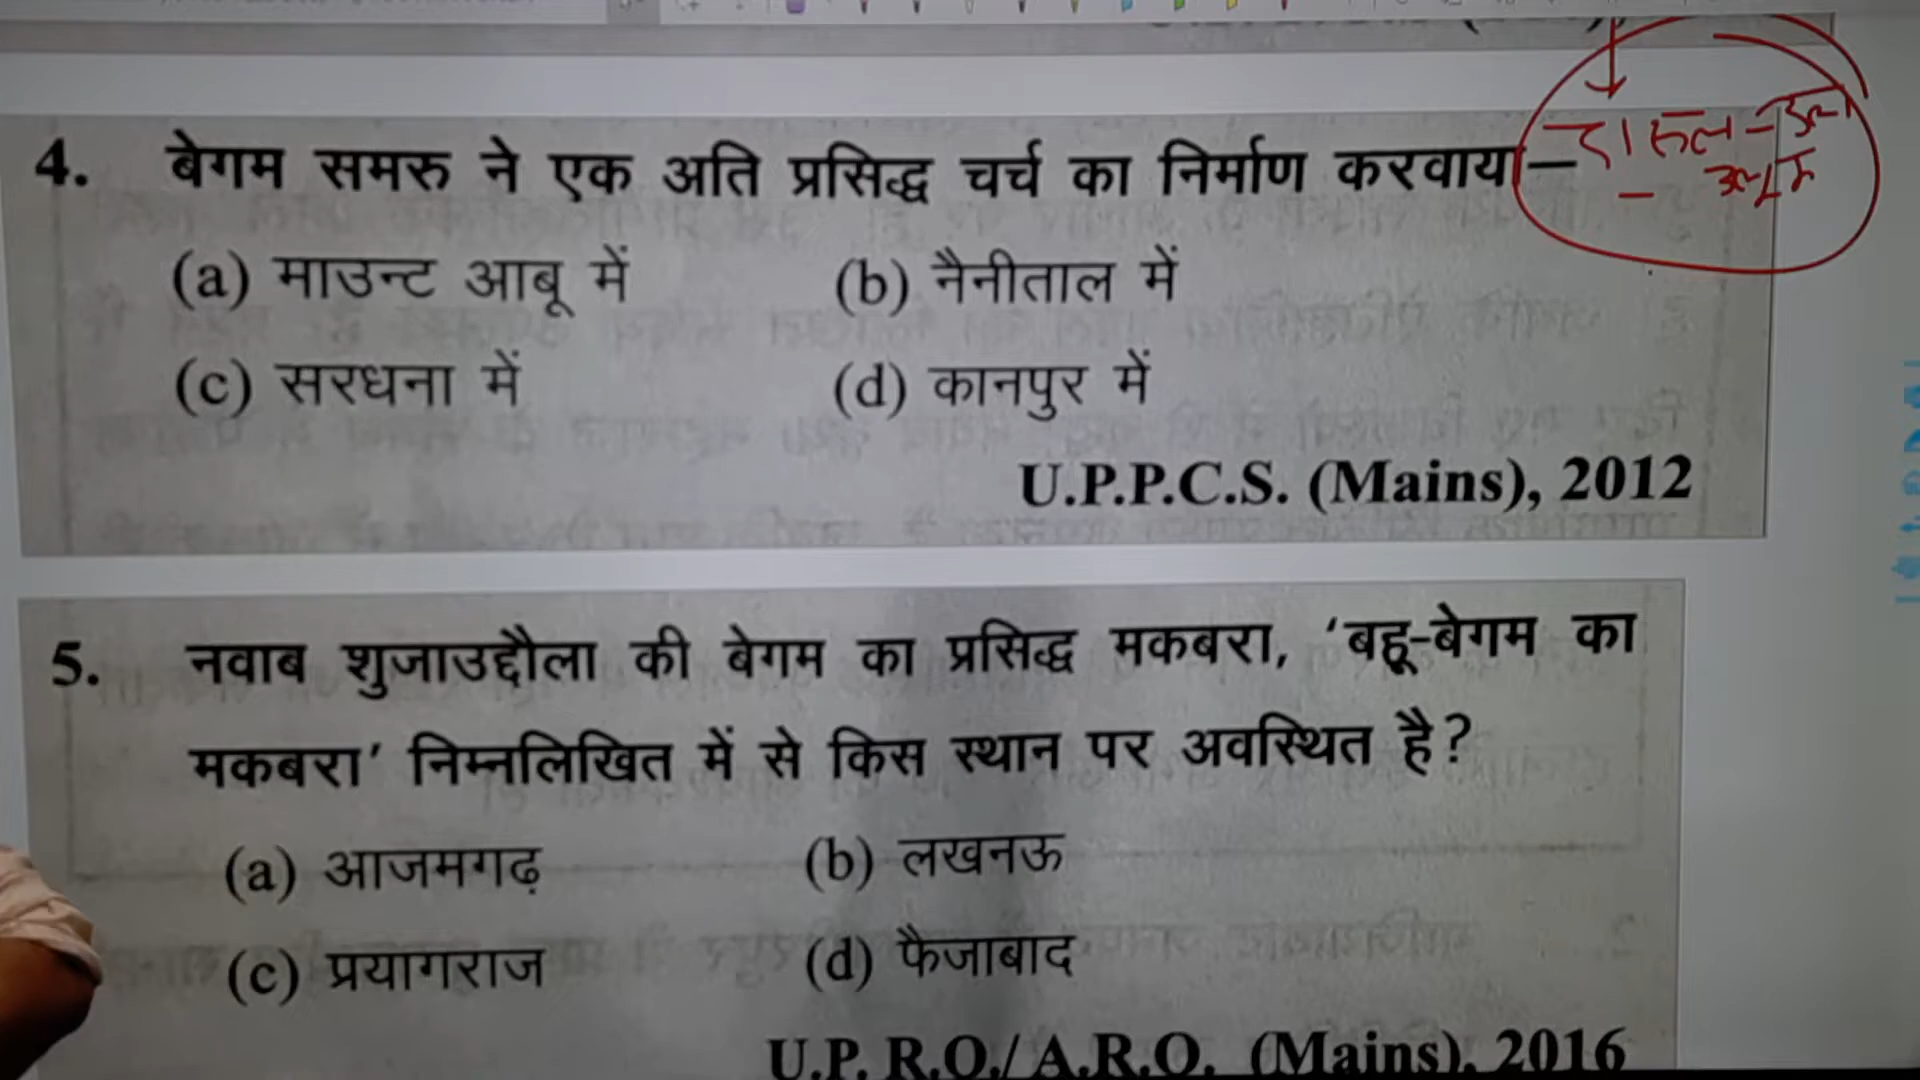 4. बेगम समरु ने एक अति प्रसिद्ध चर्च का निर्माण करवाया–
(a) माउन्ट आबू में (b) नैनीताल में
(c) सरधना में (d) कानपुर में
U.P.P.C.S. (Mains), 2012
5. नवाब शुजाउद्दौला की बेगम का प्रसिद्ध मकबरा, ‘बहू-बेगम का
मकबरा’ निम्नलिखित में से किस स्थान पर अवस्थित है?
(a) आजमगढ़ (b) लखनऊ
(c) प्रयागराज (d) फैजाबाद
U.P. R.O./A.R.O. (Mains), 2016